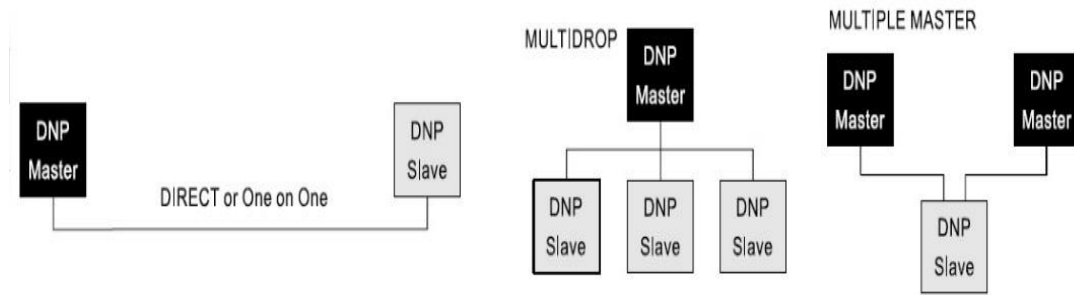 DNP
Master
DNP
Slave
DIRECT or One on One
MULTIDROP
DNP
Master
DNP
Slave
DNP
Slave
DNP
Slave
MULTIPLE MASTER
DNP
Master
DNP
Master
DNP
Slave